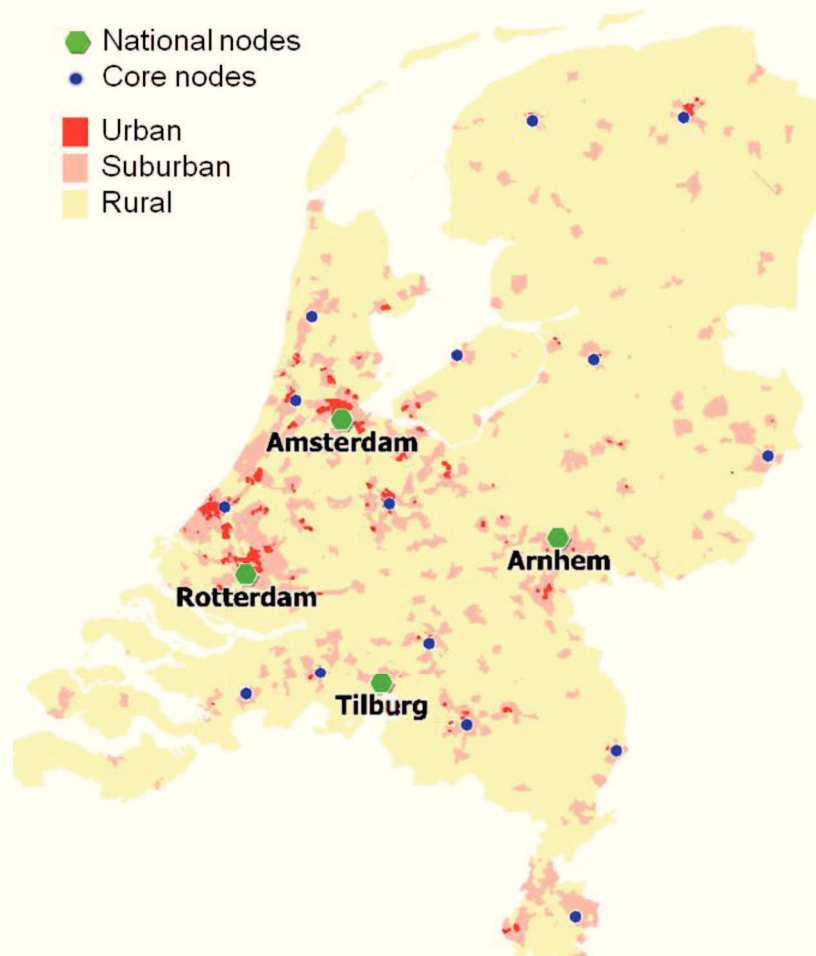 National nodes
Core nodes
Urban
Suburban
Rural
Amsterdam
Arnhem
Rotterdam
Tilburg